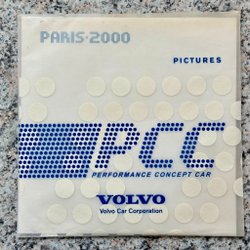 PARIS·2000
PICTURES
PCC
PERFORMANCE CONCEPT CAR
VOLVO
Volvo Car Corporation